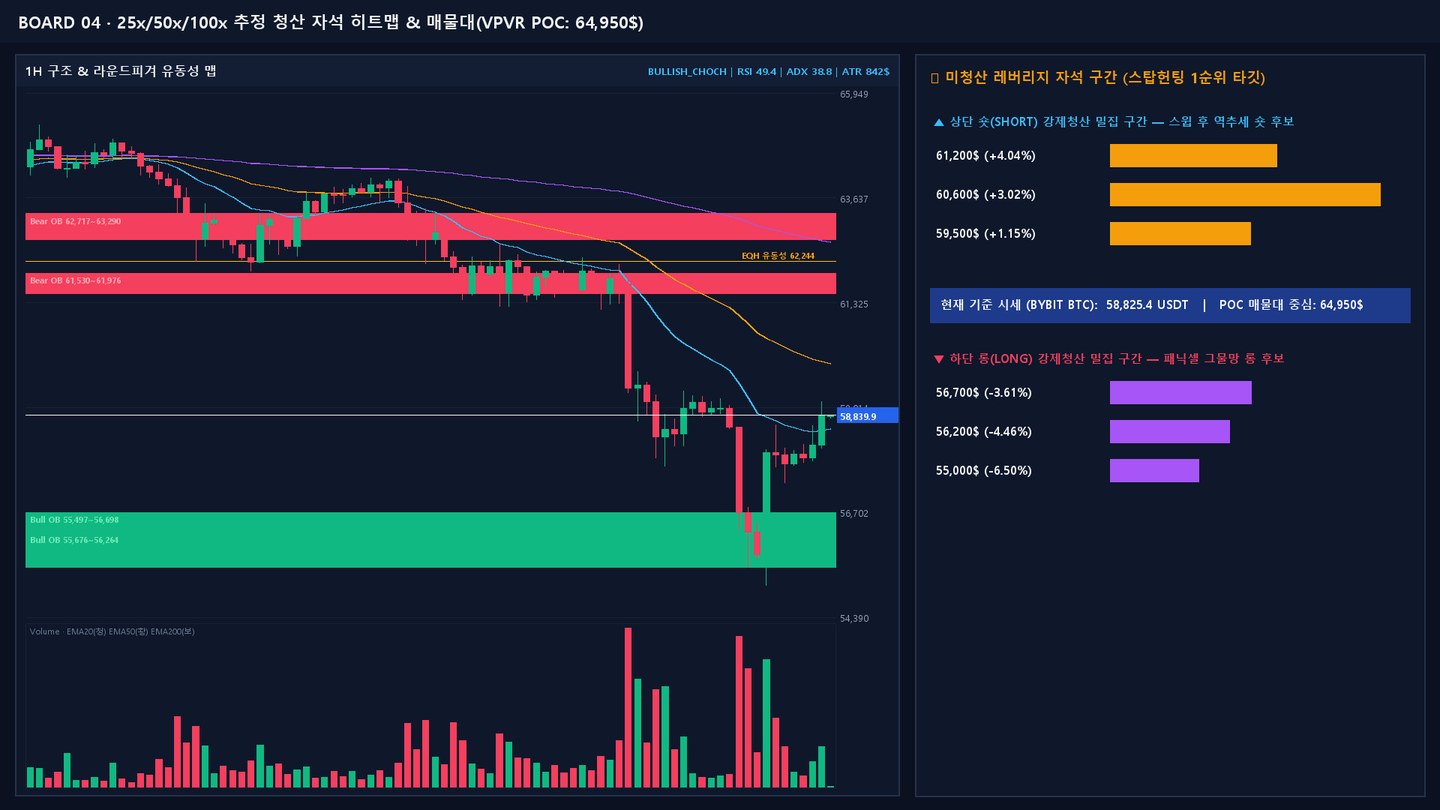 BOARD 04 · 25x/50x/100x 추정 청산 자석 히트맵 & 매물대(VPVR POC: 64,950$)
1H 구조 & 라운드피겨 유동성 맵
BULLISH_CHOCH | RSI 49.4 | ADX 38.8 | ATR 842$
65,949
63,637
61,325
58,839.9
56,702
54,390
Bear OB 62,717~63,290
EQH 유동성 62,244
Bear OB 61,530~61,976
Bull OB 55,497~56,698
Bull OB 55,676~56,264
Volume · EMA20(청) EMA50(황) EMA200(보)
미청산 레버리지 자석 구간 (스탑헌팅 1순위 타깃)
▲ 상단 숏(SHORT) 강제청산 밀집 구간 — 스윕 후 역추세 숏 후보
61,200$ (+4.04%)
60,600$ (+3.02%)
59,500$ (+1.15%)
현재 기준 시세 (BYBIT BTC): 58,825.4 USDT | POC 매물대 중심: 64,950$
▼ 하단 롱(LONG) 강제청산 밀집 구간 — 패닉셀 그물망 롱 후보
56,700$ (-3.61%)
56,200$ (-4.46%)
55,000$ (-6.50%)